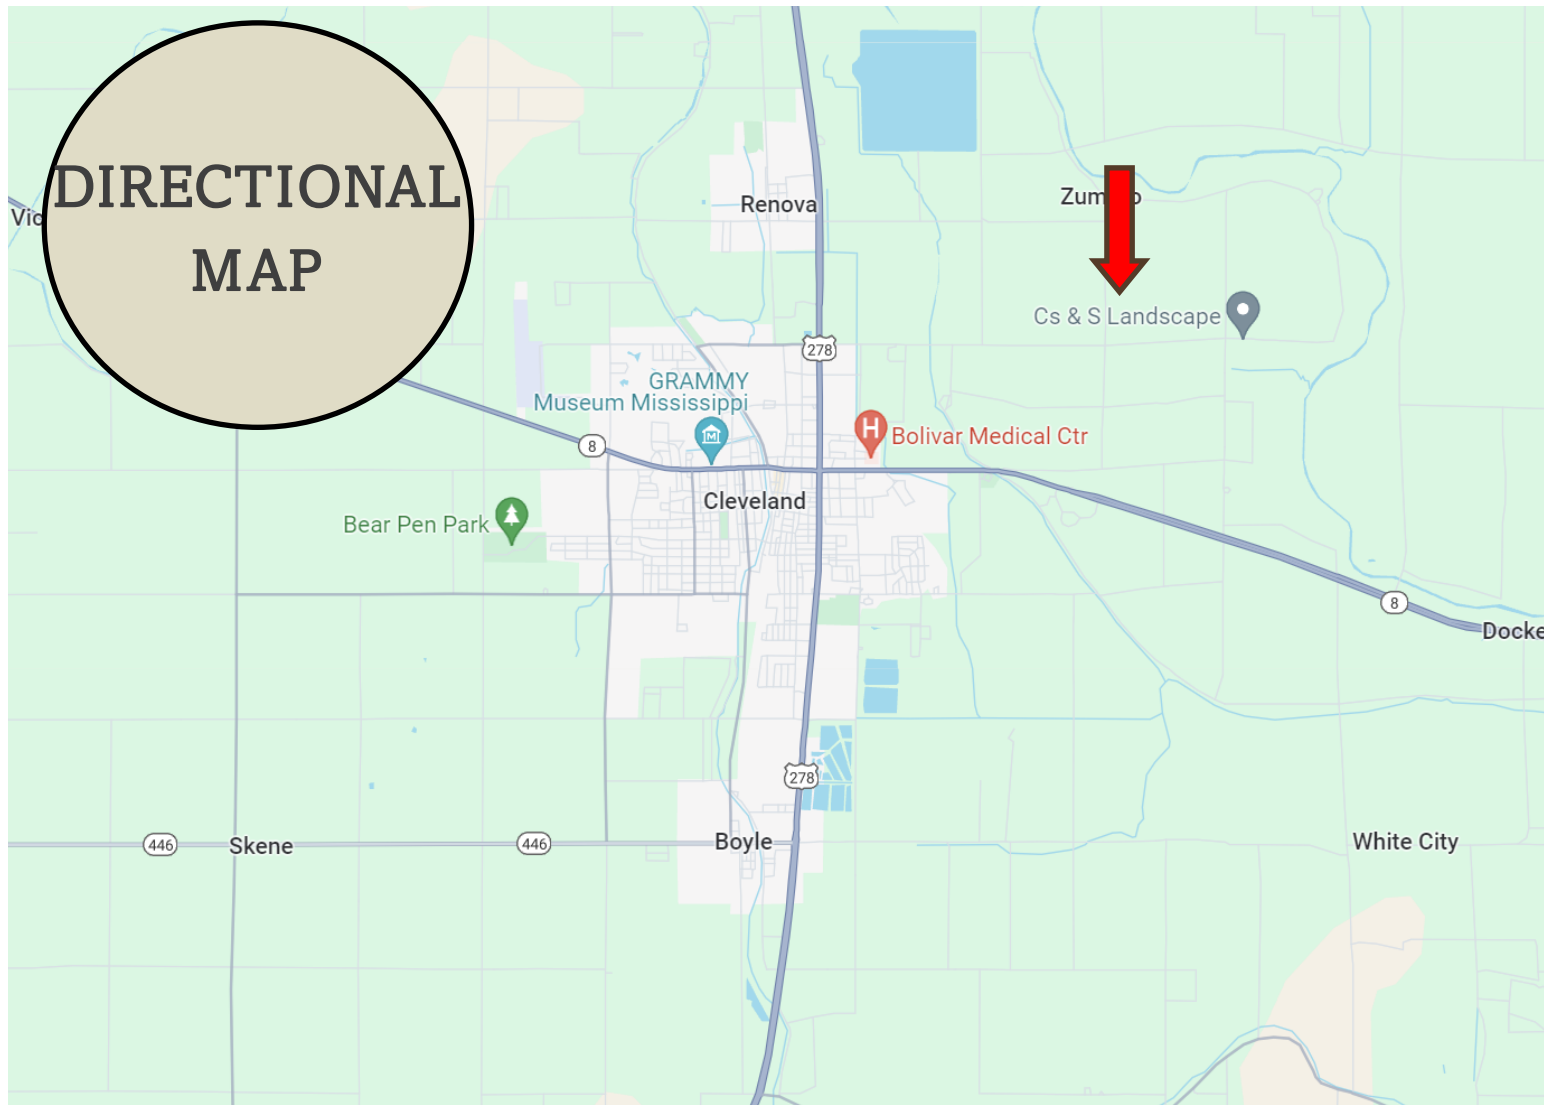 DIRECTIONAL
MAP
Renova
278
GRAMMY
Museum Mississippi
Cs & S Landscape
8
Bolivar Medical Ctr
Cleveland
Bear Pen Park
8
278
446
Skene
446
Boyle
White City